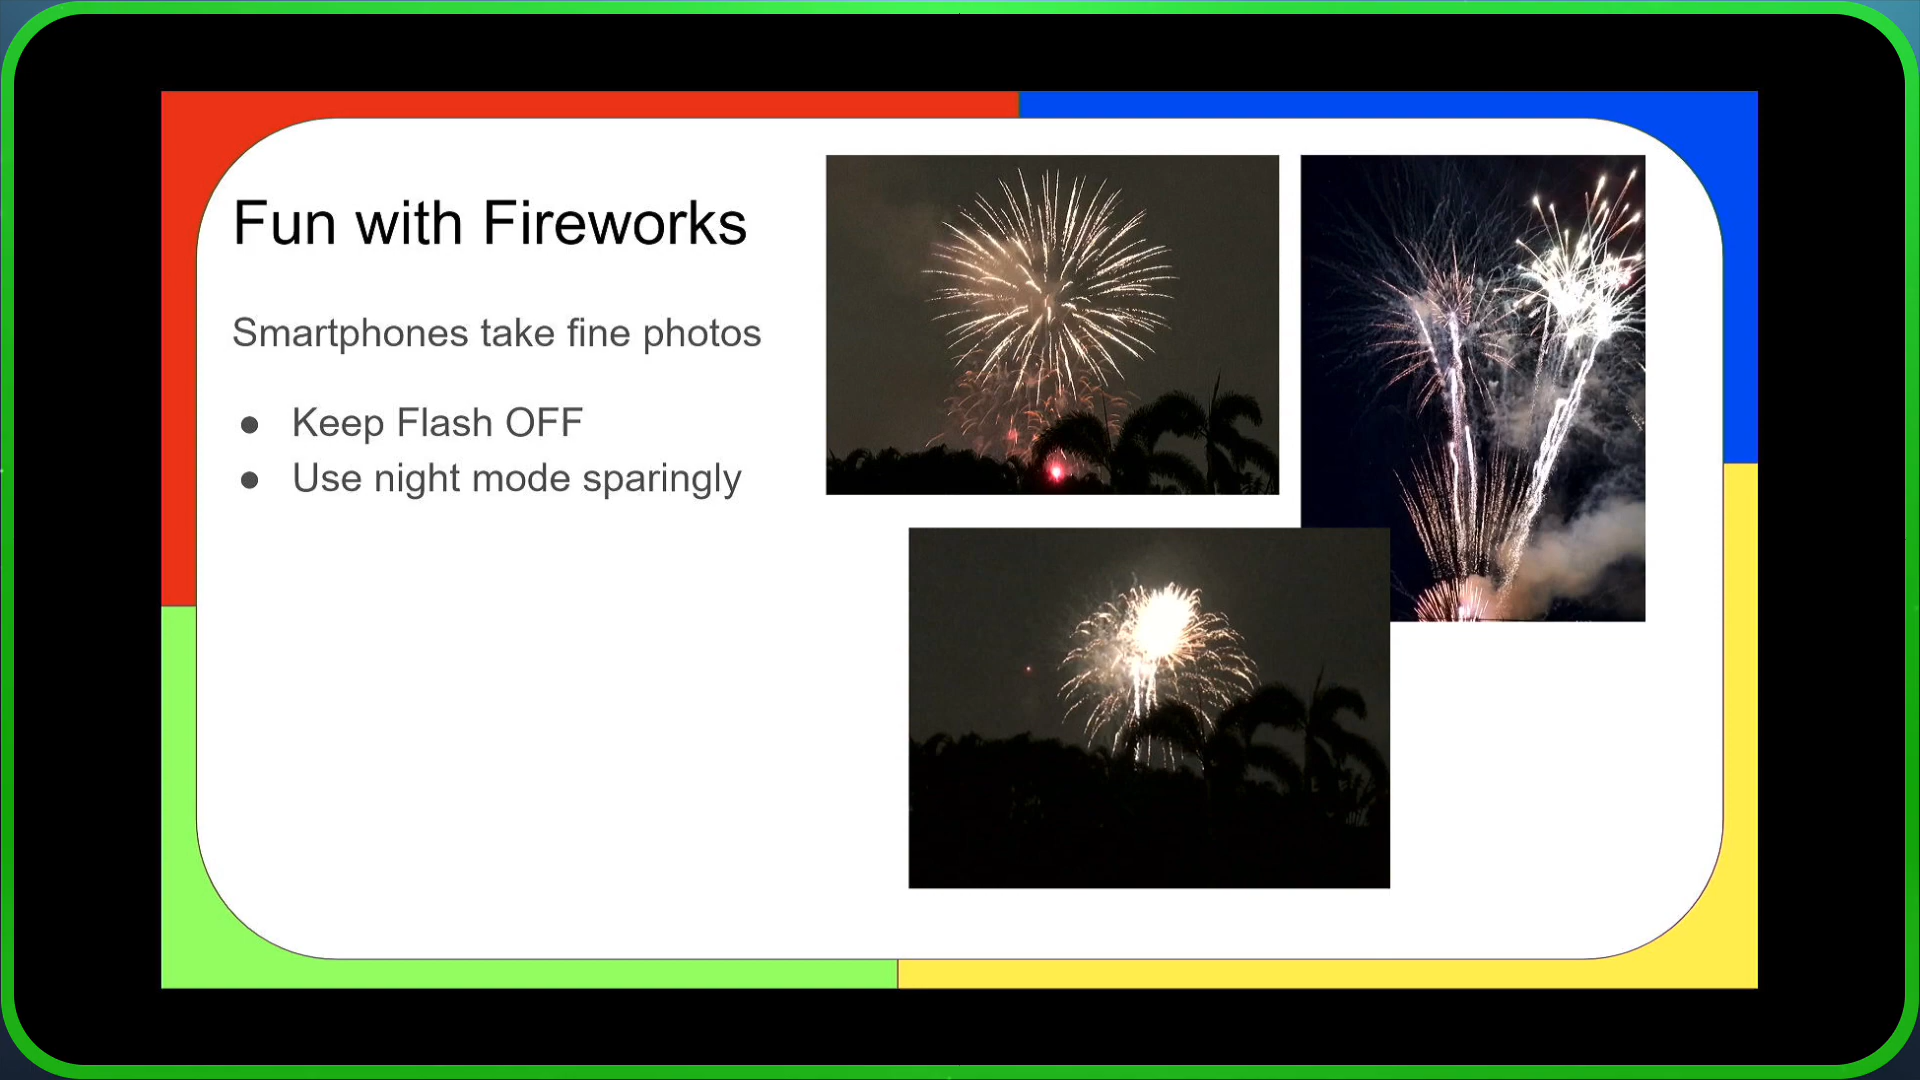 Fun with Fireworks
Smartphones take fine photos
● Keep Flash OFF
● Use night mode sparingly